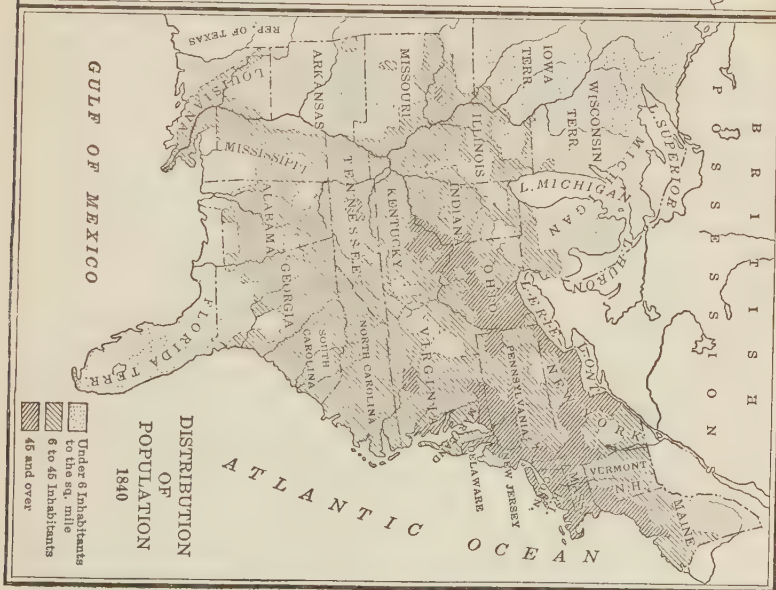 BRITISH
POSSESSION
L. SUPERIOR
WISCONSIN
TERR.
MICHIGAN
L. MICHIGAN
L. HURON
IOWA
TERR.
ILLINOIS
INDIANA
OHIO
L. ERIE
L. ONT.
NEW YORK
VERMONT
N.H.
MAINE
PENNSYLVANIA
NEW JERSEY
DELAWARE
MARYLAND
MISSOURI
KENTUCKY
VIRGINIA
ARKANSAS
TENNESSEE
NORTH CAROLINA
SOUTH
CAROLINA
REP. OF TEXAS
LOUISIANA
MISSISSIPPI
ALABAMA
GEORGIA
FLORIDA TERR.
GULF OF MEXICO
ATLANTIC OCEAN
DISTRIBUTION
OF
POPULATION
1840
Under 6 Inhabitants
to the sq. mile
6 to 45 Inhabitants
45 and over